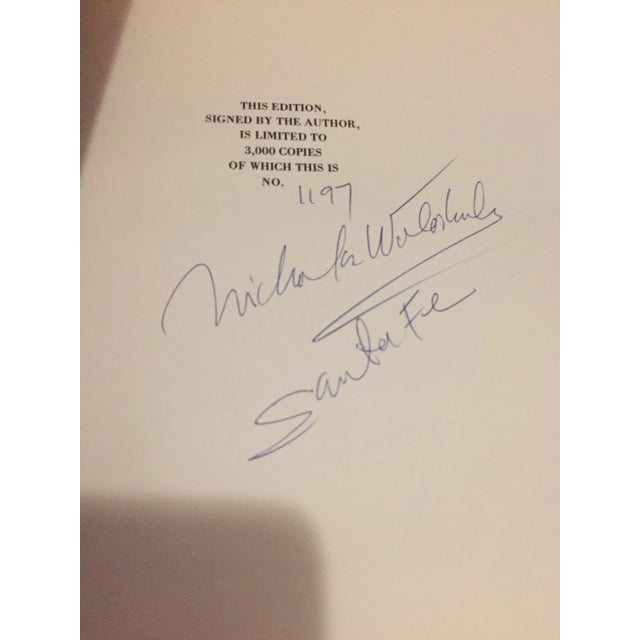 THIS EDITION,
SIGNED BY THE AUTHOR,
IS LIMITED TO
3,000 COPIES
OF WHICH THIS IS
NO. 1197
Santa Fe